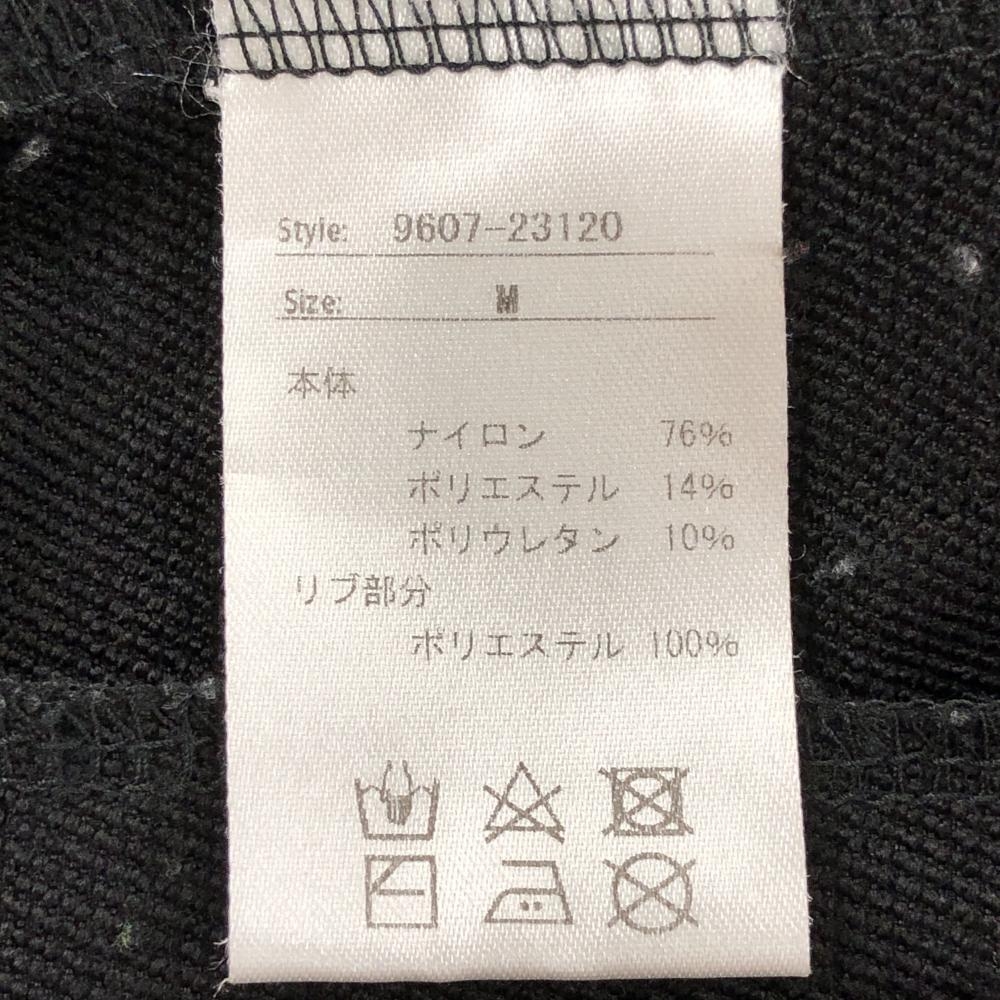 Style: 9607-23120
Size: M
本体
ナイロン 76%
ポリエステル 14%
ポリウレタン 10%
リブ部分
ポリエステル 100%